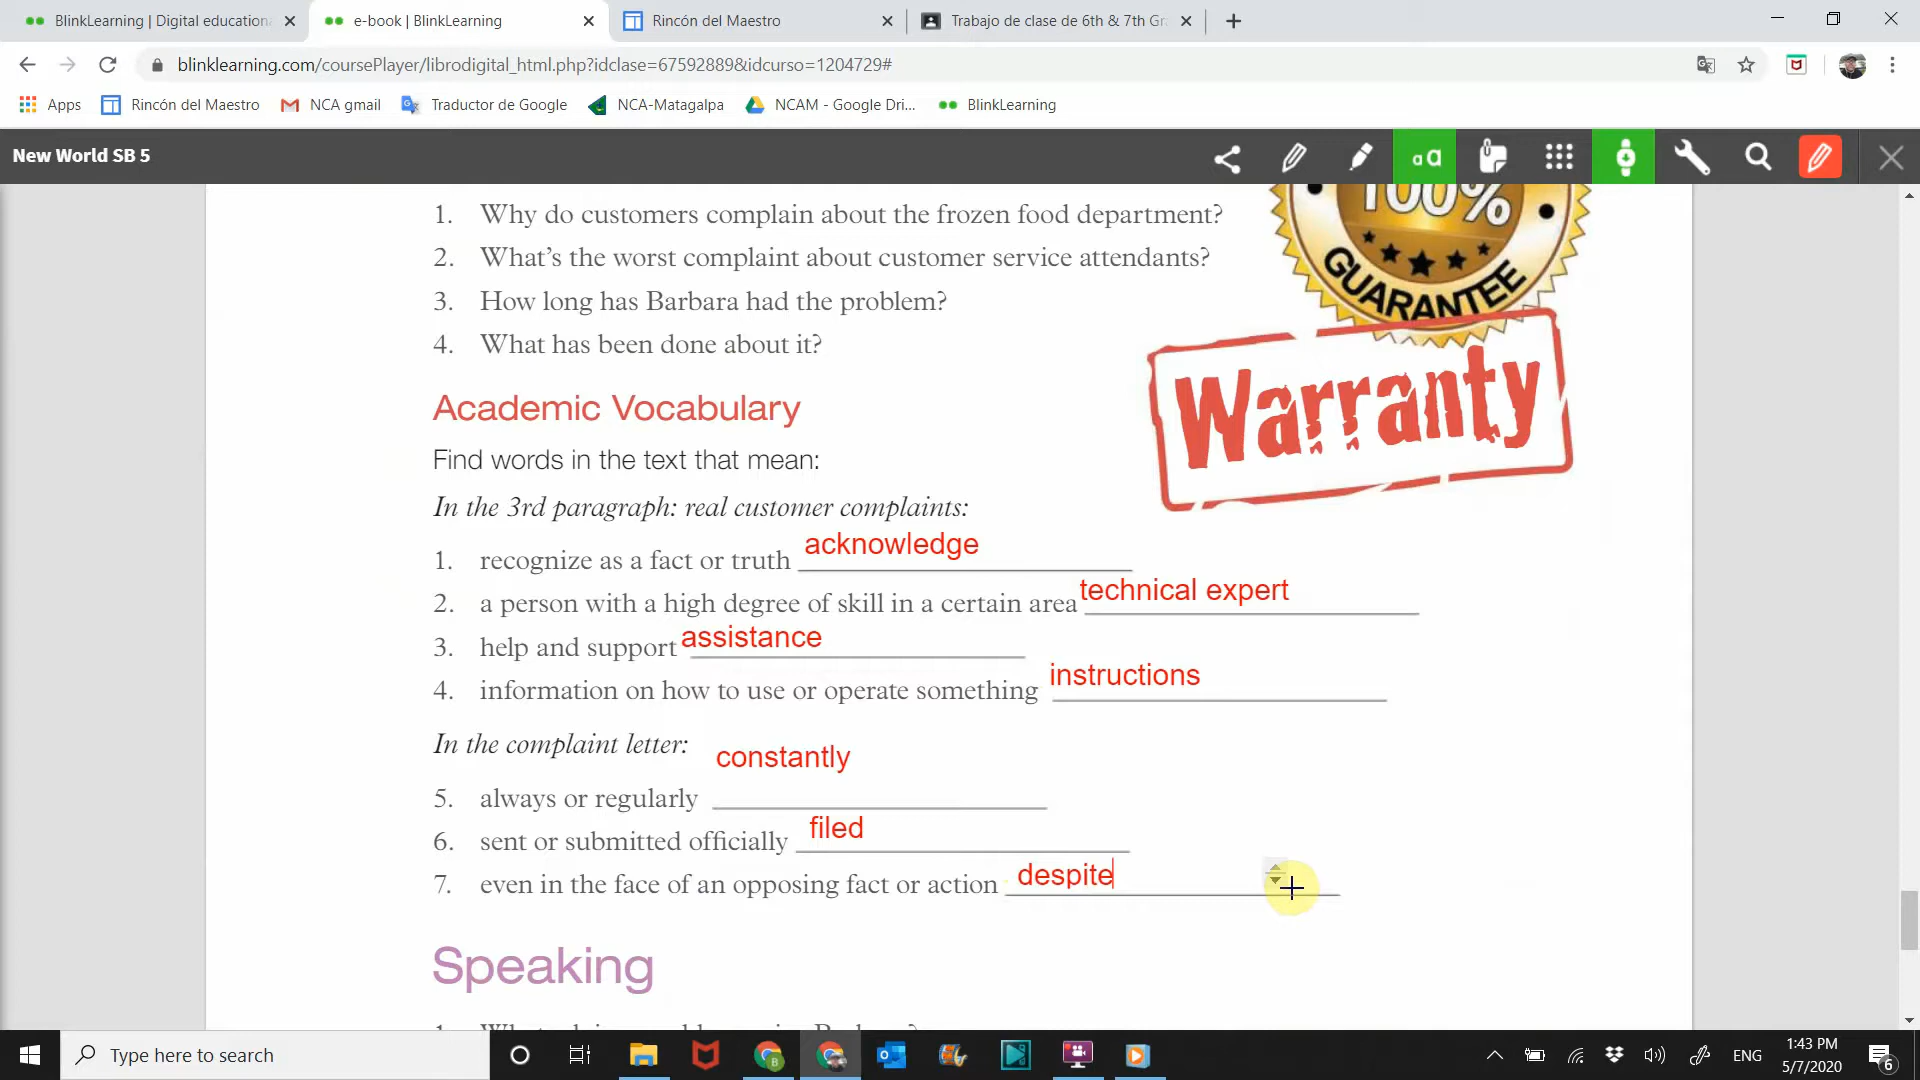 BlinkLearning | Digital educationa
e-book | BlinkLearning
Rincón del Maestro
Trabajo de clase de 6th & 7th Gr
blinklearning.com/coursePlayer/librodigital_html.php?idclase=67592889&idcurso=1204729#
Apps
Rincón del Maestro
NCA gmail
Traductor de Google
NCA-Matagalpa
NCAM - Google Dri...
BlinkLearning
New World SB 5
aa
100%
GUARANTEE
Warranty
1. Why do customers complain about the frozen food department?
2. What's the worst complaint about customer service attendants?
3. How long has Barbara had the problem?
4. What has been done about it?
Academic Vocabulary
Find words in the text that mean:
In the 3rd paragraph: real customer complaints:
1. recognize as a fact or truth acknowledge
2. a person with a high degree of skill in a certain area technical expert
3. help and support assistance
4. information on how to use or operate something instructions
In the complaint letter:
5. always or regularly constantly
6. sent or submitted officially filed
7. even in the face of an opposing fact or action despite
Speaking
Type here to search
ENG
1:43 PM
5/7/2020
6